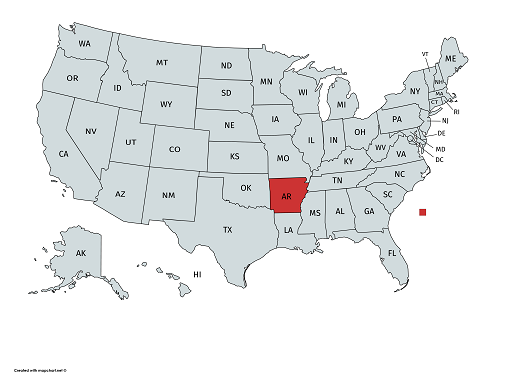 WA
OR
CA
NV
ID
MT
WY
UT
CO
AZ
NM
ND
SD
NE
KS
OK
TX
MN
IA
MO
AR
LA
WI
IL
MI
IN
OH
KY
TN
MS
AL
GA
FL
SC
NC
VA
WV
PA
NY
VT
NH
ME
MA
CT
RI
NJ
DE
MD
DC
AK
HI
Created with mapchart.net ©